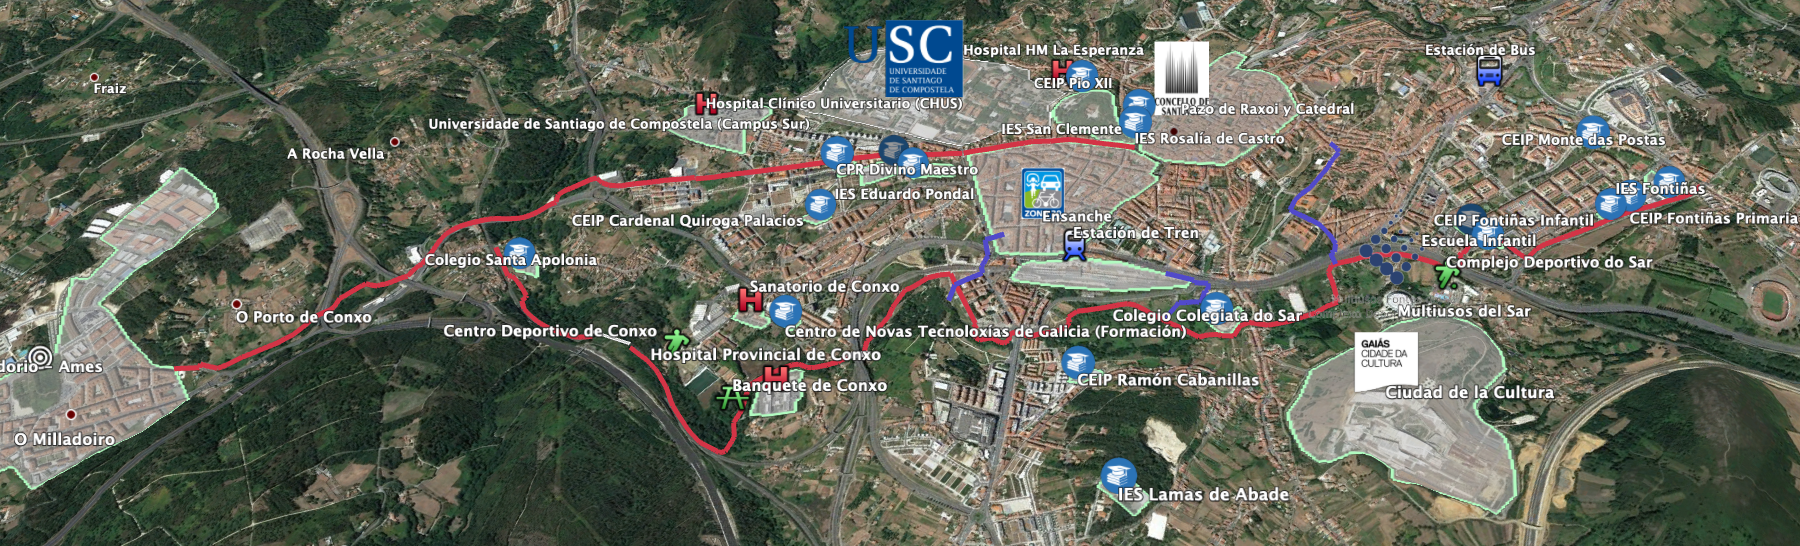 USC
UNIVERSIDADE
DE SANTIAGO
DE COMPOSTELA
Hospital HM La Esperanza
Estación de Bus
Fraiz
CEIP Pio XII
Hospital Clínico Universitario (CHUS)
CONCELLO DE
Pazo de Raxoi y Catedral
Universidade de Santiago de Compostela (Campus Sur)
IES San Clemente
IES Rosalía de Castro
CEIP Monte das Postas
A Rocha Vella
CPR Divino Maestro
IES Eduardo Pondal
IES Fontiñas
CEIP Cardenal Quiroga Palacios
Ensanche
CEIP Fontiñas Infantil
CEIP Fontiñas Primaria
Estación de Tren
Escuela Infantil
Colegio Santa Apolonia
Complejo Deportivo do Sar
Sanatorio de Conxo
O Porto de Conxo
Colegio Colegiata do Sar
Multiusos del Sar
Centro Deportivo de Conxo
Centro de Novas Tecnoloxías de Galicia (Formación)
GAIÁS
CIDADE DA
CULTURA
Hospital Provincial de Conxo
Ames
Banquete de Conxo
CEIP Ramón Cabanillas
Ciudad de la Cultura
O Milladoiro
IES Lamas de Abade